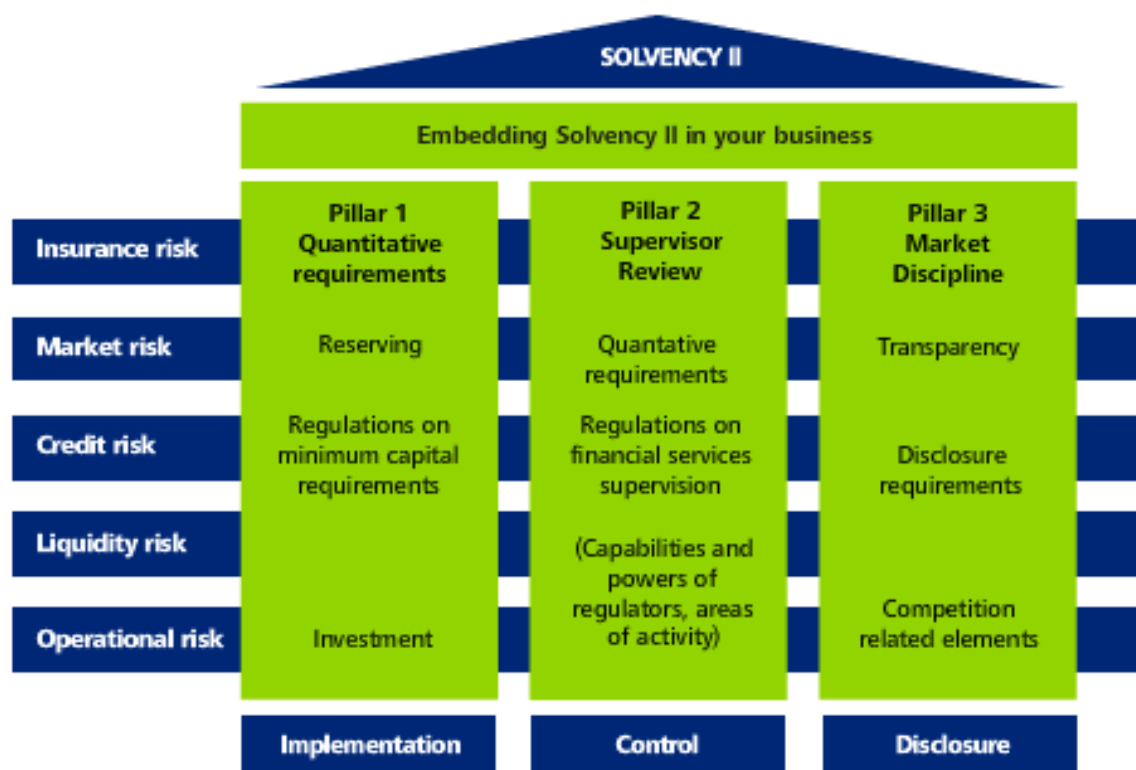 SOLVENCY II
Embedding Solvency II in your business
Insurance risk
Market risk
Credit risk
Liquidity risk
Operational risk
Pillar 1
Quantitative
requirements
Reserving
Regulations on
minimum capital
requirements
Investment
Pillar 2
Supervisor
Review
Quantative
requirements
Regulations on
financial services
supervision
(Capabilities and
powers of
regulators, areas
of activity)
Pillar 3
Market
Discipline
Transparency
Disclosure
requirements
Competition
related elements
Implementation
Control
Disclosure